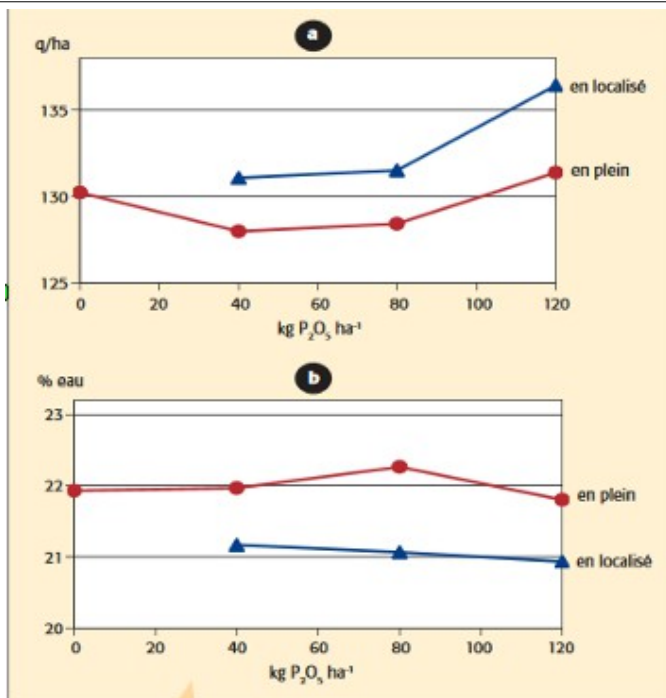 a
q/ha
135
130
125
en localisé
en plein
0 20 40 60 80 100 120
kg P₂O₅ ha⁻¹
b
% eau
23
22
21
20
en plein
en localisé
0 20 40 60 80 100 120
kg P₂O₅ ha⁻¹